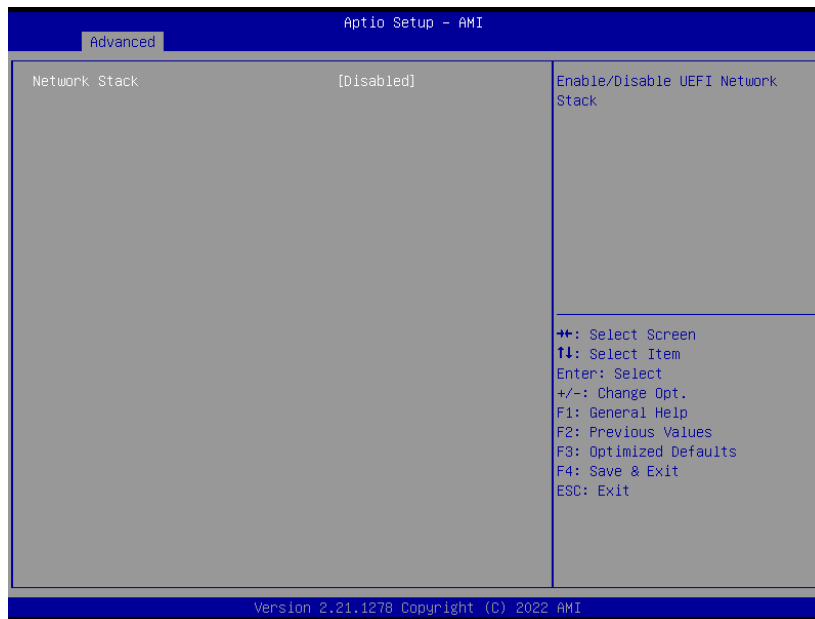 Aptio Setup – AMI
Advanced
Network Stack [Disabled]
Enable/Disable UEFI Network
Stack
→←: Select Screen
↑↓: Select Item
Enter: Select
+/-: Change Opt.
F1: General Help
F2: Previous Values
F3: Optimized Defaults
F4: Save & Exit
ESC: Exit
Version 2.21.1278 Copyright (C) 2022 AMI